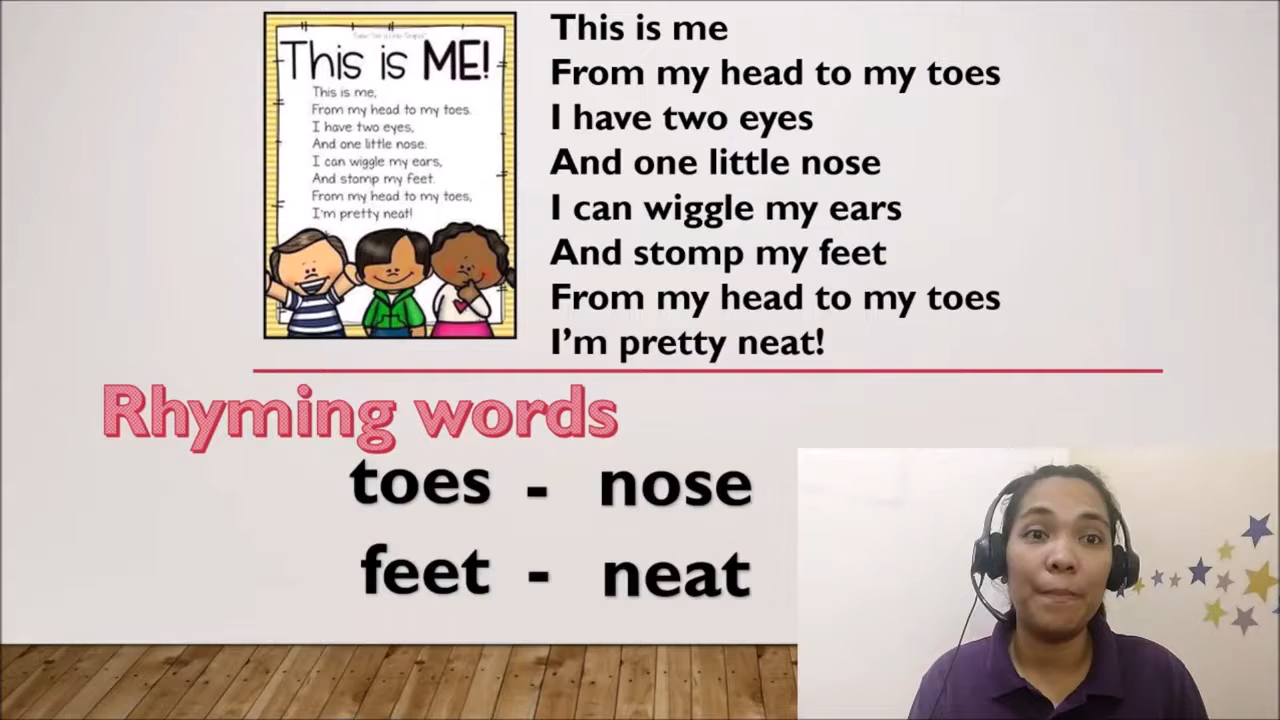 This is ME!
This is me,
From my head to my toes.
I have two eyes,
And one little nose.
I can wiggle my ears,
And stomp my feet.
From my head to my toes,
I'm pretty neat!
This is me
From my head to my toes
I have two eyes
And one little nose
I can wiggle my ears
And stomp my feet
From my head to my toes
I’m pretty neat!
Rhyming words
toes - nose
feet - neat